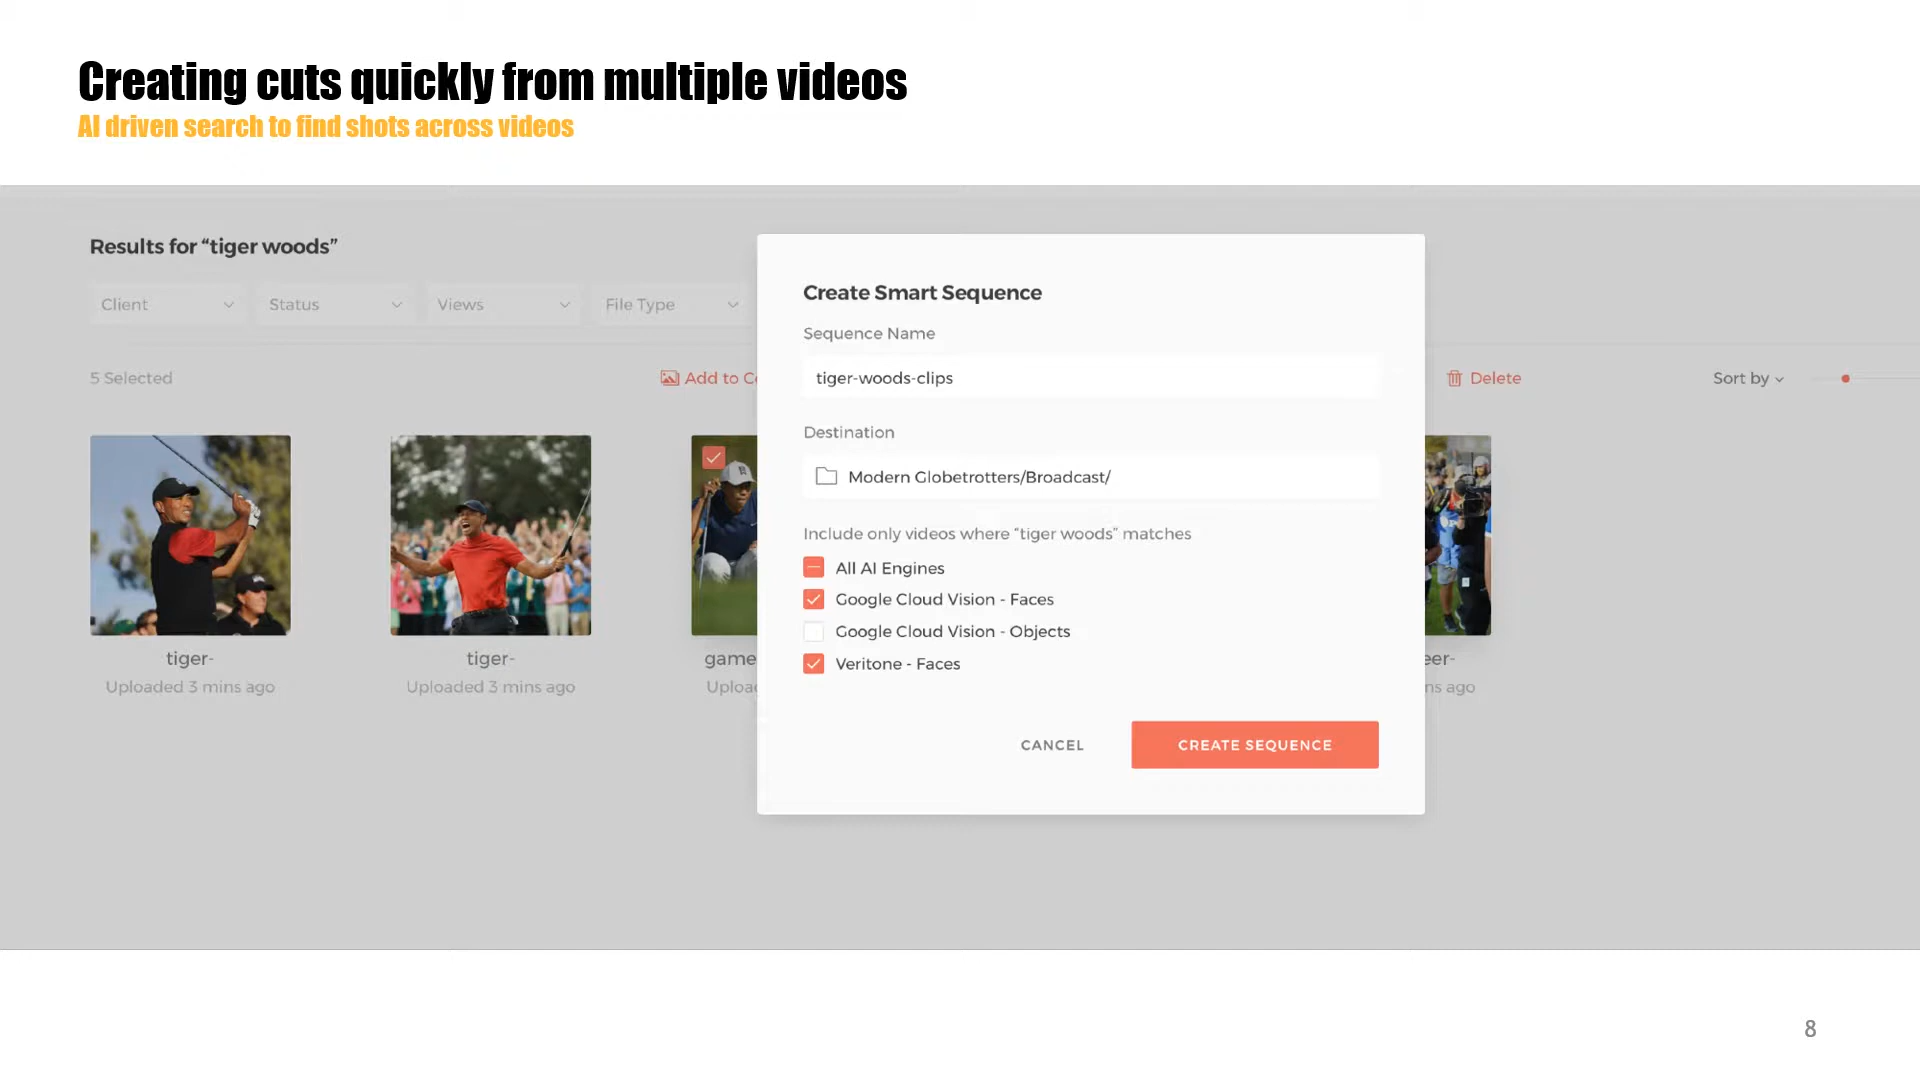 Creating cuts quickly from multiple videos
AI driven search to find shots across videos
Results for “tiger woods”
Client
Status
Views
File Type
5 Selected
Add to
Delete
Sort by
tiger-
Uploaded 3 mins ago
tiger-
Uploaded 3 mins ago
game
Create Smart Sequence
Sequence Name
tiger-woods-clips
Destination
Modern Globetrotters/Broadcast/
Include only videos where “tiger woods” matches
All AI Engines
Google Cloud Vision - Faces
Google Cloud Vision - Objects
Veritone - Faces
CANCEL
CREATE SEQUENCE
ago
8